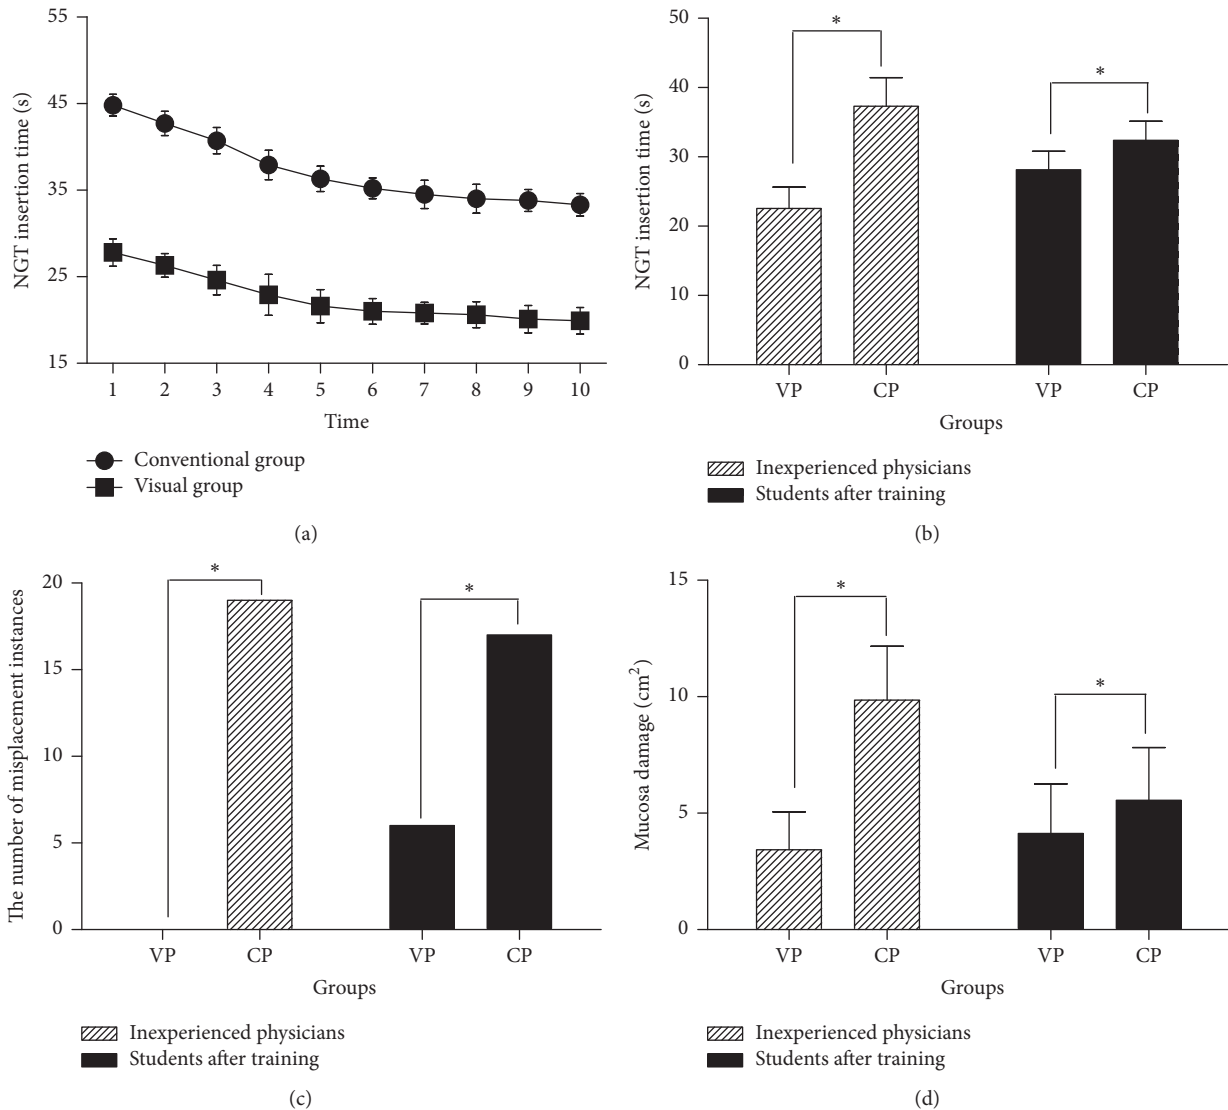 55
45
35
25
15
NGT insertion time (s)
1 2 3 4 5 6 7 8 9 10
Time
Conventional group
Visual group
(a)
50
40
30
20
10
0
NGT insertion time (s)
*
*
VP CP VP CP
Groups
Inexperienced physicians
Students after training
(b)
20
15
10
5
0
The number of misplacement instances
*
*
VP CP VP CP
Groups
Inexperienced physicians
Students after training
(c)
15
10
5
0
Mucosa damage (cm²)
*
*
VP CP VP CP
Groups
Inexperienced physicians
Students after training
(d)